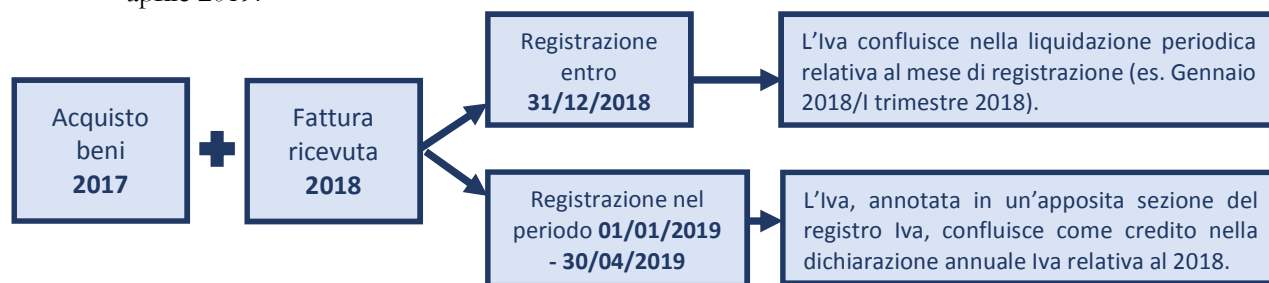 aprile 2019.
Acquisto
beni
2017
Fattura
ricevuta
2018
Registrazione
entro
31/12/2018
L’Iva confluisce nella liquidazione periodica
relativa al mese di registrazione (es. Gennaio
2018/I trimestre 2018).
Registrazione nel
periodo 01/01/2019
- 30/04/2019
L’Iva, annotata in un’apposita sezione del
registro Iva, confluisce come credito nella
dichiarazione annuale Iva relativa al 2018.